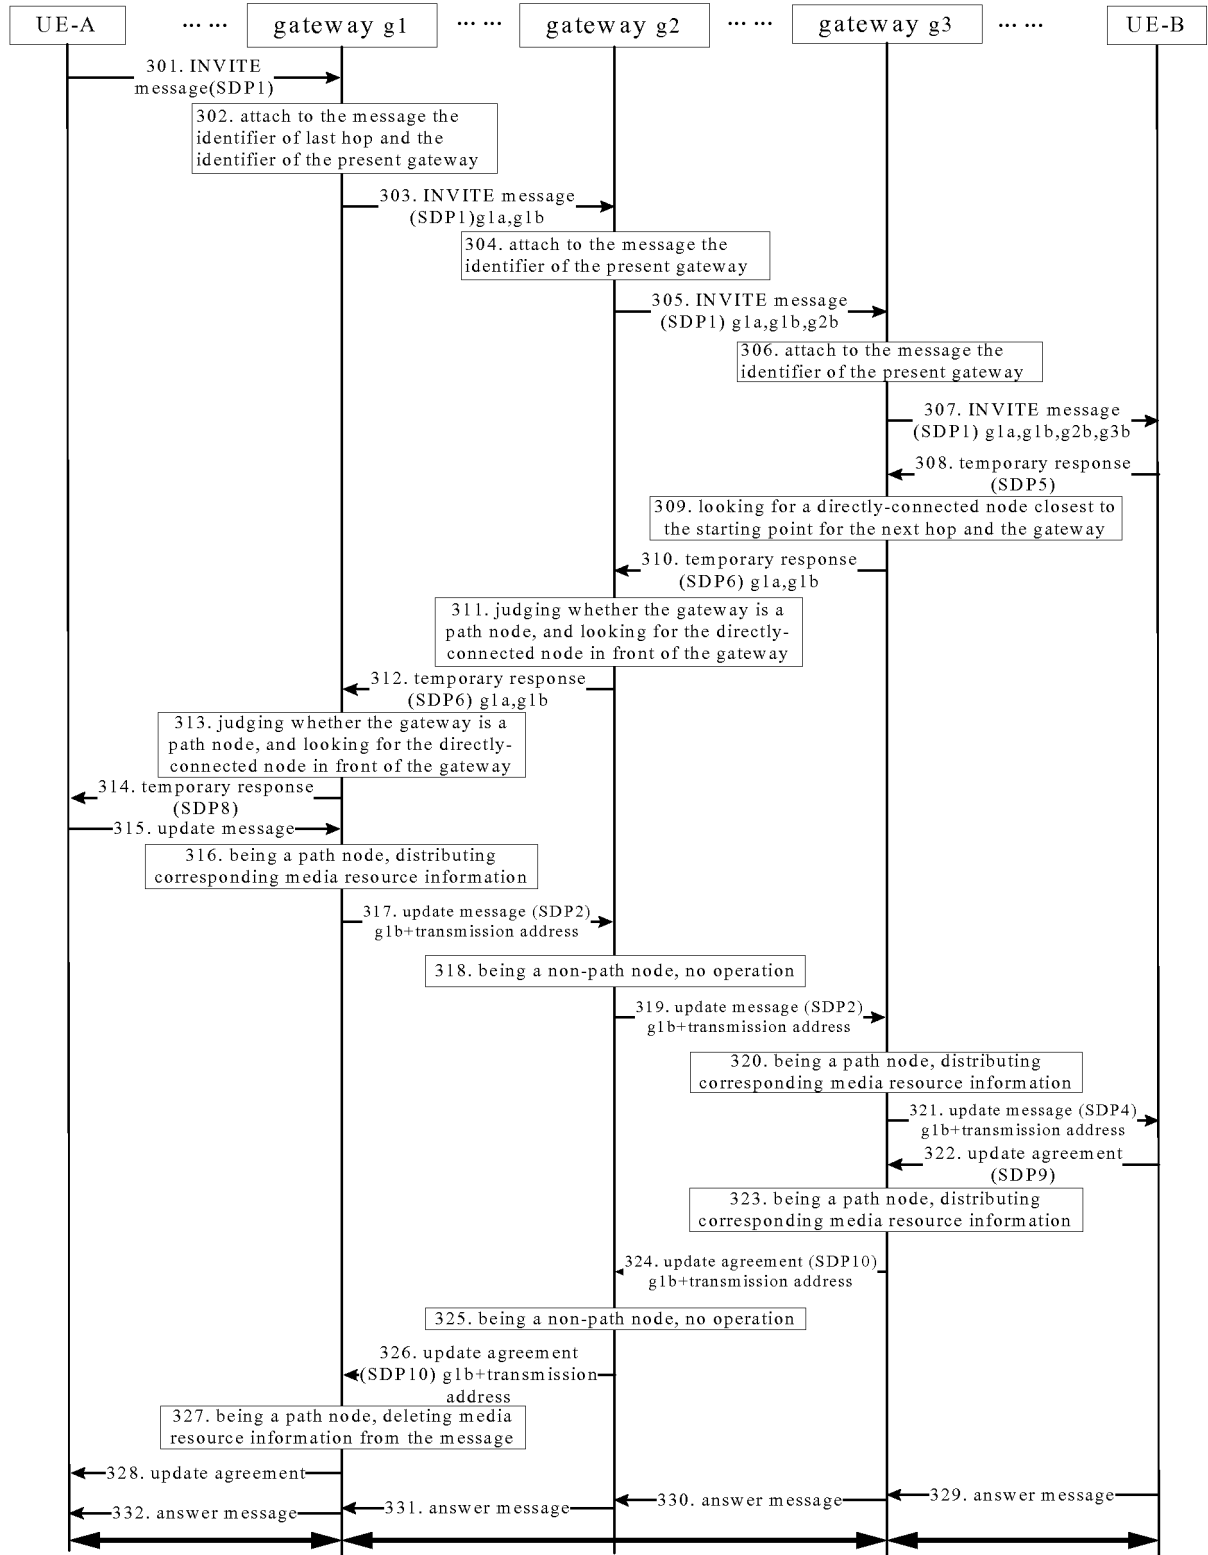 UE-A
... ...
gateway g1
... ...
gateway g2
... ...
gateway g3
... ...
UE-B
301. INVITE
message(SDP1)
302. attach to the message the
identifier of last hop and the
identifier of the present gateway
303. INVITE message
(SDP1)g1a,g1b
304. attach to the message the
identifier of the present gateway
305. INVITE message
(SDP1) g1a,g1b,g2b
306. attach to the message the
identifier of the present gateway
307. INVITE message
(SDP1) g1a,g1b,g2b,g3b
308. temporary response
(SDP5)
309. looking for a directly-connected node closest to
the starting point for the next hop and the gateway
310. temporary response
(SDP6) g1a,g1b
311. judging whether the gateway is a
path node, and looking for the directly-
connected node in front of the gateway
312. temporary response
(SDP6) g1a,g1b
313. judging whether the gateway is a
path node, and looking for the directly-
connected node in front of the gateway
314. temporary response
(SDP8)
315. update message
316. being a path node, distributing
corresponding media resource information
317. update message (SDP2)
g1b+transmission address
318. being a non-path node, no operation
319. update message (SDP2)
g1b+transmission address
320. being a path node, distributing
corresponding media resource information
321. update message (SDP4)
g1b+transmission address
322. update agreement
(SDP9)
323. being a path node, distributing
corresponding media resource information
324. update agreement (SDP10)
g1b+transmission address
325. being a non-path node, no operation
326. update agreement
(SDP10) g1b+transmission
address
327. being a path node, deleting media
resource information from the message
328. update agreement
329. answer message
330. answer message
331. answer message
332. answer message